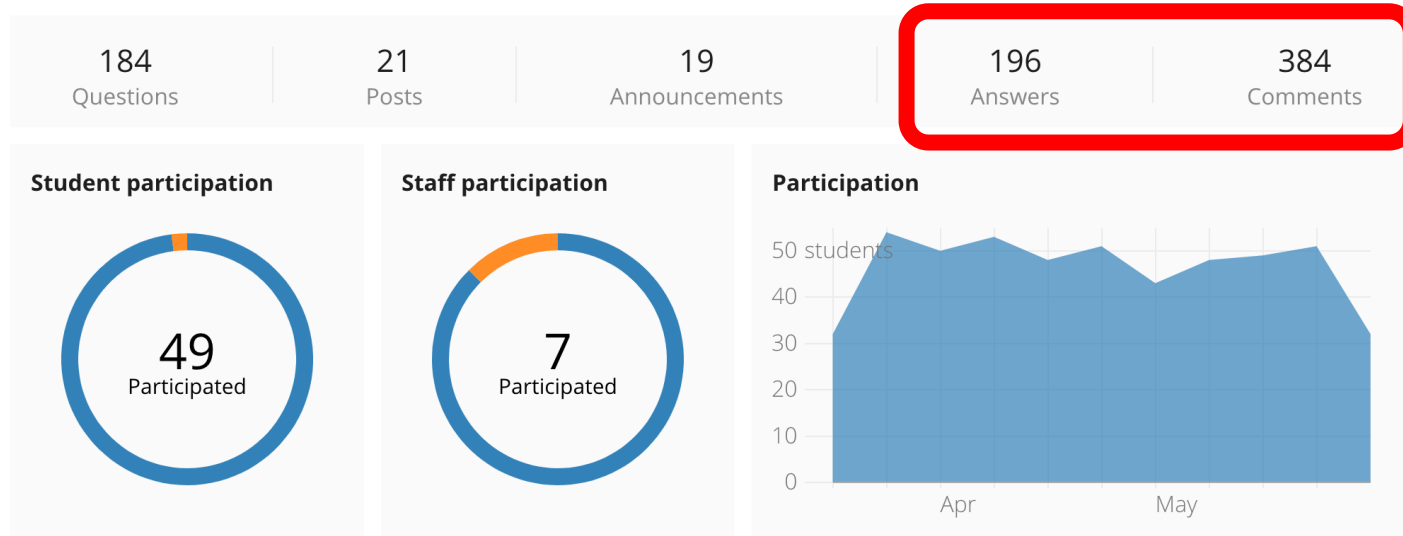 184 21 19 196 384
Questions Posts Announcements Answers Comments
Student participation
49
Participated
Staff participation
7
Participated
Participation
50 students
40
30
20
10
0
Apr May